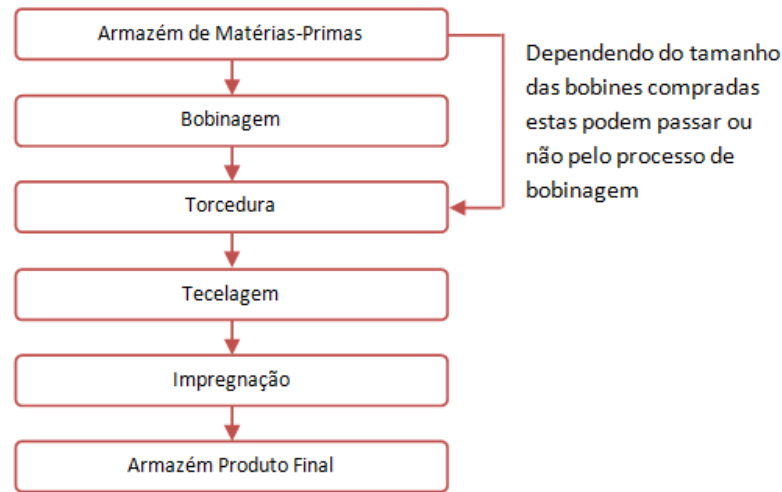 Armazém de Matérias-Primas
Dependendo do tamanho
das bobines compradas
estas podem passar ou
não pelo processo de
bobinagem
Bobinagem
Torcedura
Tecelagem
Impregnação
Armazém Produto Final